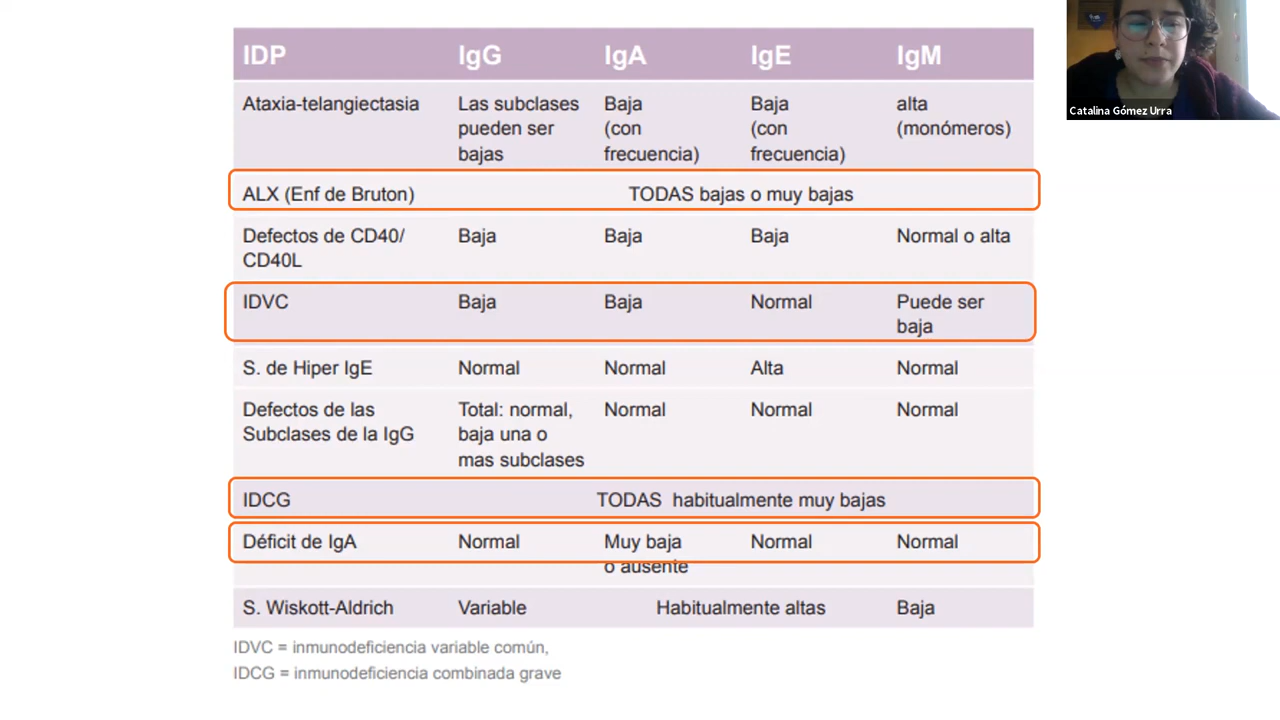 IDP IgG IgA IgE IgM
Ataxia-telangiectasia Las subclases Baja Baja alta
pueden ser (con (con (monómeros)
bajas frecuencia) frecuencia)
ALX (Enf de Bruton) TODAS bajas o muy bajas
Defectos de CD40/ Baja Baja Baja Normal o alta
CD40L
IDVC Baja Baja Normal Puede ser
baja
S. de Hiper IgE Normal Normal Alta Normal
Defectos de las Total: normal, Normal Normal Normal
Subclases de la IgG baja una o
mas subclases
IDCG TODAS habitualmente muy bajas
Déficit de IgA Normal Muy baja Normal Normal
o ausente
S. Wiskott-Aldrich Variable Habitualmente altas Baja
IDVC = inmunodeficiencia variable común,
IDCG = inmunodeficiencia combinada grave
Catalina Gómez Urra